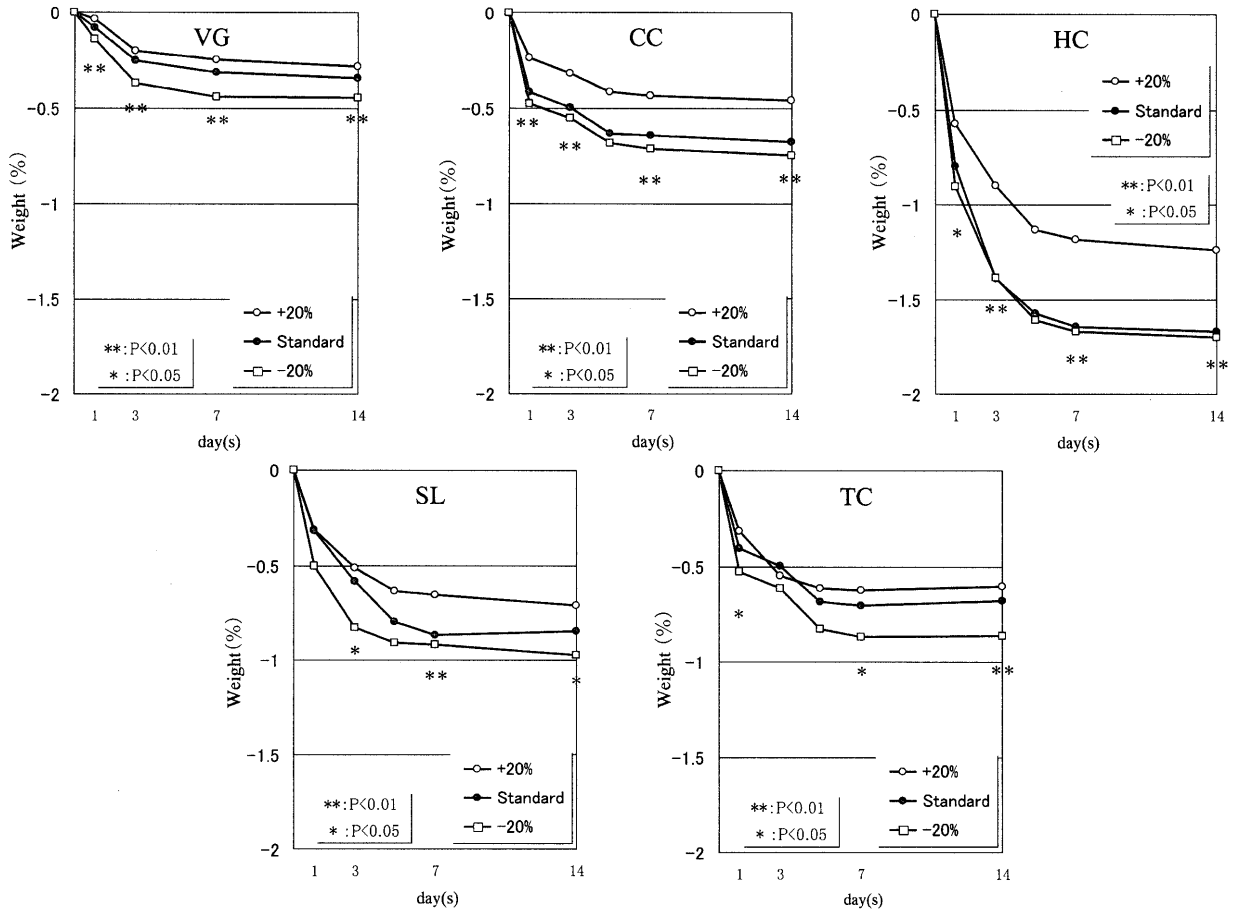 VG
0
-0.5
-1
-1.5
-2
Weight (%)
+20%
Standard
-20%
**
**
**
**
**:P<0.01
* :P<0.05
1
3
7
14
day(s)
CC
0
-0.5
-1
-1.5
-2
Weight (%)
**
**
**
**
+20%
Standard
-20%
**:P<0.01
* :P<0.05
1
3
7
14
day(s)
HC
0
-0.5
-1
-1.5
-2
Weight (%)
+20%
Standard
-20%
**:P<0.01
* :P<0.05
*
**
**
**
1
3
7
14
day(s)
SL
0
-0.5
-1
-1.5
-2
Weight (%)
*
**
*
+20%
Standard
-20%
**:P<0.01
* :P<0.05
1
3
7
14
day(s)
TC
0
-0.5
-1
-1.5
-2
Weight (%)
*
*
**
+20%
Standard
-20%
**:P<0.01
* :P<0.05
1
3
7
14
day(s)